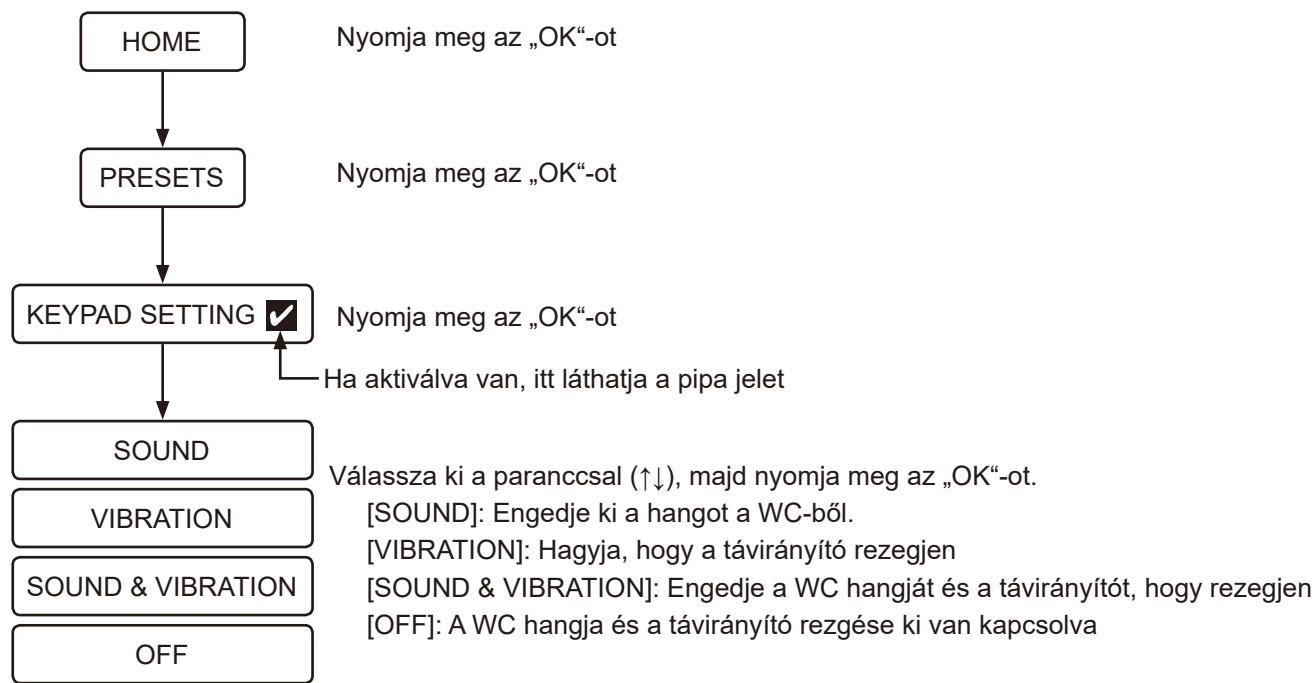 HOME
Nyomja meg az „OK“-ot
PRESETS
Nyomja meg az „OK“-ot
KEYPAD SETTING ✔
Nyomja meg az „OK“-ot
Ha aktiválva van, itt láthatja a pipa jelet
SOUND
VIBRATION
SOUND & VIBRATION
OFF
Válassza ki a paranccsal (↑↓), majd nyomja meg az „OK“-ot.
[SOUND]: Engedje ki a hangot a WC-ből.
[VIBRATION]: Hagyja, hogy a távirányító rezegjen
[SOUND & VIBRATION]: Engedje a WC hangját és a távirányítót, hogy rezegjen
[OFF]: A WC hangja és a távirányító rezgése ki van kapcsolva